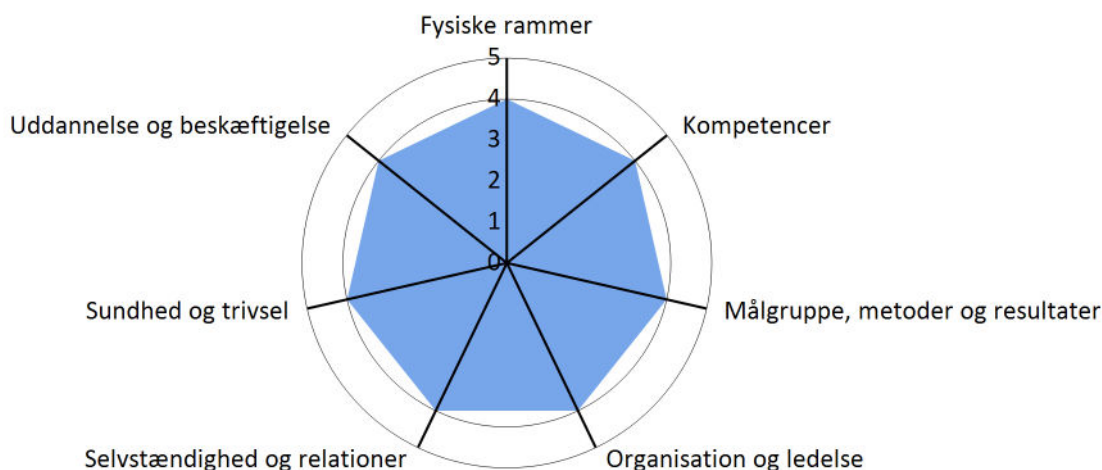 Fysiske rammer
5
4
3
2
1
0
Kompetencer
Målgruppe, metoder og resultater
Organisation og ledelse
Selvstændighed og relationer
Sundhed og trivsel
Uddannelse og beskæftigelse